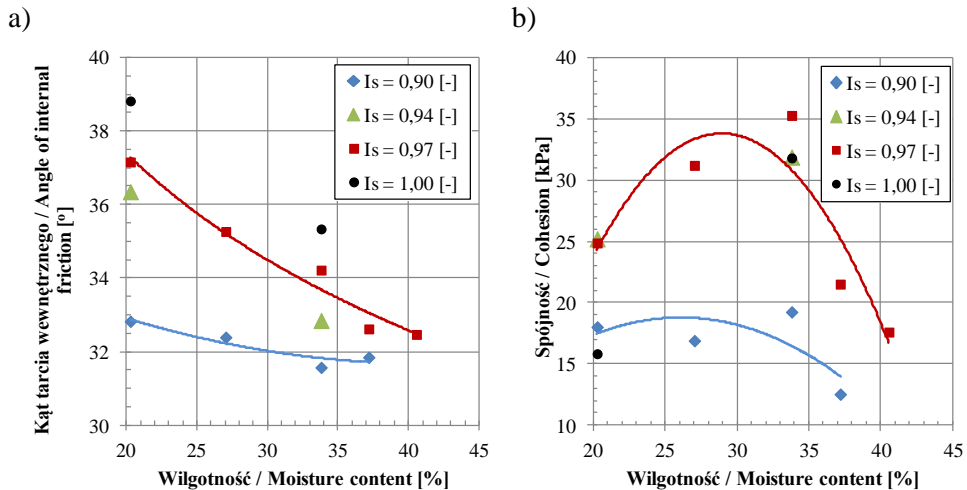 a)
40
38
36
34
32
30
20
25
30
35
40
45
Kąt tarcia wewnętrznego / Angle of internal
friction [º]
Wilgotność / Moisture content [%]
Is = 0,90 [-]
Is = 0,94 [-]
Is = 0,97 [-]
Is = 1,00 [-]
b)
40
35
30
25
20
15
10
20
25
30
35
40
45
Spójność / Cohesion [kPa]
Wilgotność / Moisture content [%]
Is = 0,90 [-]
Is = 0,94 [-]
Is = 0,97 [-]
Is = 1,00 [-]